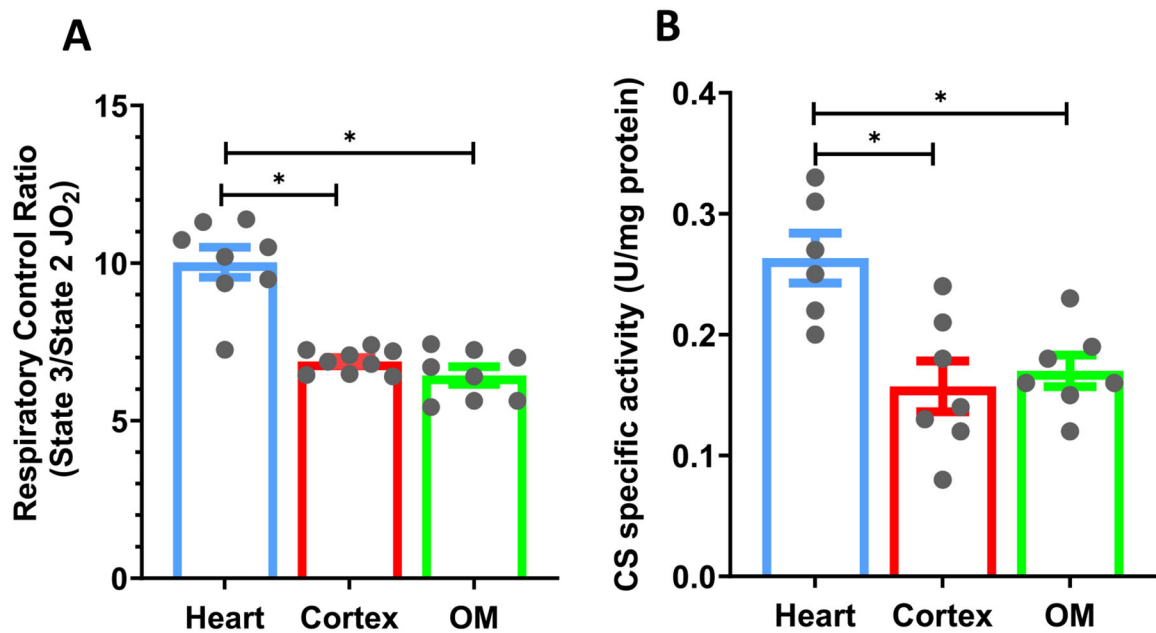 A
Respiratory Control Ratio
(State 3/State 2 JO₂)
15
10
5
0
*
*
Heart Cortex OM
B
CS specific activity (U/mg protein)
0.4
0.3
0.2
0.1
0.0
*
*
Heart Cortex OM